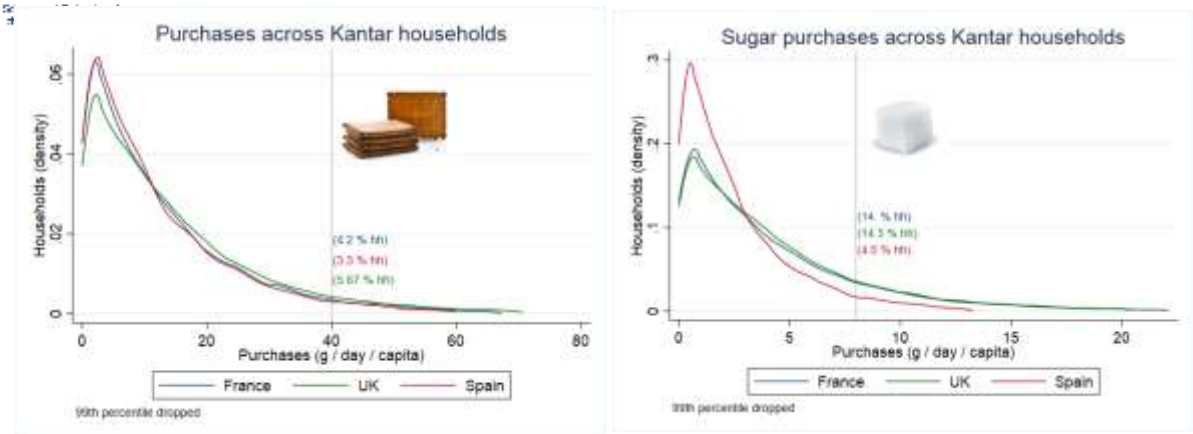 Purchases across Kantar households
Households (density)
.06
.04
.02
0
(4.2 % hh)
(3.3 % hh)
(5.67 % hh)
0 20 40 60 80
Purchases (g / day / capita)
France UK Spain
99th percentile dropped
Sugar purchases across Kantar households
Households (density)
.3
.2
.1
0
(14. % hh)
(14.3 % hh)
(4.5 % hh)
0 5 10 15 20
Purchases (g / day / capita)
France UK Spain
99th percentile dropped